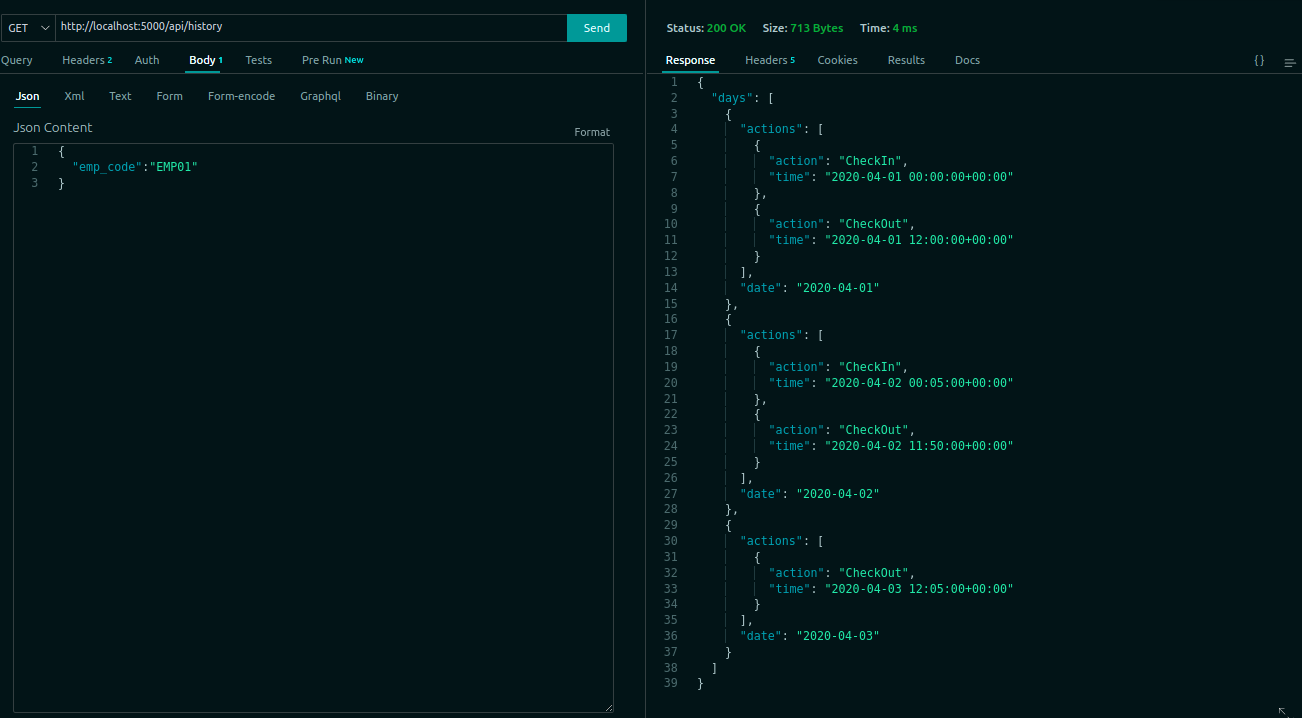 GET http://localhost:5000/api/history Send
Query Headers 2 Auth Body 1 Tests Pre Run New
Json Xml Text Form Form-encode Graphql Binary
Json Content Format
1 {
2 "emp_code":"EMP01"
3 }
Status: 200 OK Size: 713 Bytes Time: 4 ms
Response Headers 5 Cookies Results Docs {}
1 {
2 "days": [
3 {
4 "actions": [
5 {
6 "action": "CheckIn",
7 "time": "2020-04-01 00:00:00+00:00"
8 },
9 {
10 "action": "CheckOut",
11 "time": "2020-04-01 12:00:00+00:00"
12 }
13 ],
14 "date": "2020-04-01"
15 },
16 {
17 "actions": [
18 {
19 "action": "CheckIn",
20 "time": "2020-04-02 00:05:00+00:00"
21 },
22 {
23 "action": "CheckOut",
24 "time": "2020-04-02 11:50:00+00:00"
25 }
26 ],
27 "date": "2020-04-02"
28 },
29 {
30 "actions": [
31 {
32 "action": "CheckOut",
33 "time": "2020-04-03 12:05:00+00:00"
34 }
35 ],
36 "date": "2020-04-03"
37 }
38 ]
39 }